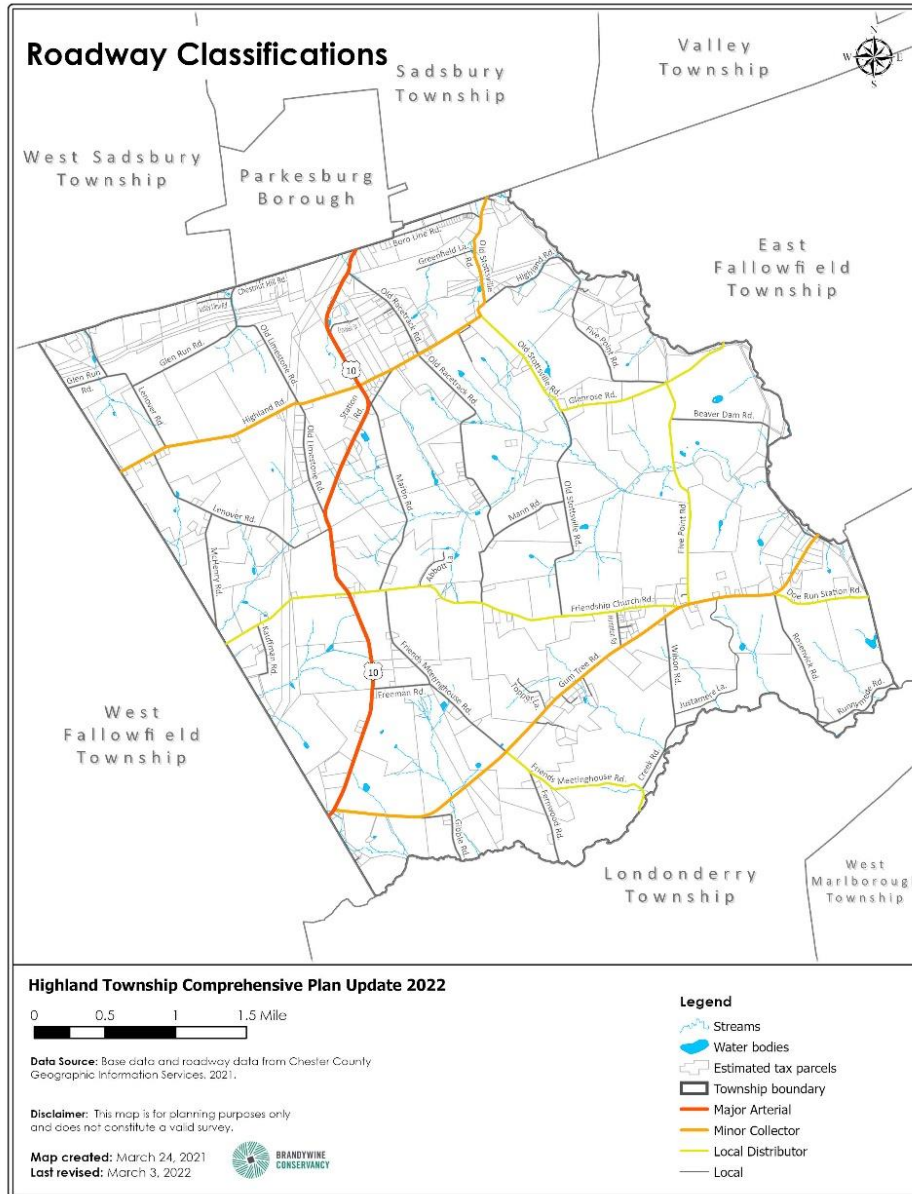 Roadway Classifications
N
W
E
S
Valley
Township
Sadsbury
Township
West Sadsbury
Township
Parkesburg
Borough
East
Fallowfield
Township
Boro Line Rd.
Greenfield La.
Old Stottsville
Rd.
Highland Rd.
Chestnut Hill Rd.
Old Racetrack Rd.
Five Point Rd.
Glen Run Rd.
Old Limestone Rd.
Glen Run
Rd.
Lenover Rd.
10
Old Racetrack Rd.
Old Stottsville Rd.
Glenrose Rd.
Station
Rd.
Highland Rd.
Beaver Dam Rd.
Old Limestone Rd.
Martin Rd.
Lenover Rd.
Mann Rd.
Old Stottsville Rd.
Five Point Rd
McHenry Rd.
Abbott
Friendship Church Rd.
Doe Run Station Rd.
Kauffman Rd.
Friends Meetinghouse Rd.
10
Freeman Rd
Gum Tree Rd.
Wason Rd.
Rosenvick Rd.
Topper La.
Justamere La.
Runnymede Rd.
West
Fallowfield
Township
Friends Meetinghouse Rd.
Creek Rd.
Fernwood Rd.
Gibble Rd.
Londonderry
Township
West
Marlborough
Township
Highland Township Comprehensive Plan Update 2022
0 0.5 1 1.5 Mile
Data Source: Base data and roadway data from Chester County
Geographic Information Services, 2021.
Disclaimer: This map is for planning purposes only
and does not constitute a valid survey.
Map created: March 24, 2021
Last revised: March 3, 2022
BRANDYWINE
CONSERVANCY
Legend
Streams
Water bodies
Estimated tax parcels
Township boundary
Major Arterial
Minor Collector
Local Distributor
Local